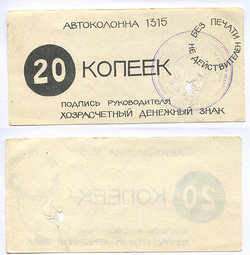 АВТОКОЛОННА 1315
БЕЗ ПЕЧАТИ
НЕ ДЕЙСТВИТЕЛЕН
20 КОПЕЕК
ПОДПИСЬ РУКОВОДИТЕЛЯ
ХОЗРАСЧЕТНЫЙ ДЕНЕЖНЫЙ ЗНАК